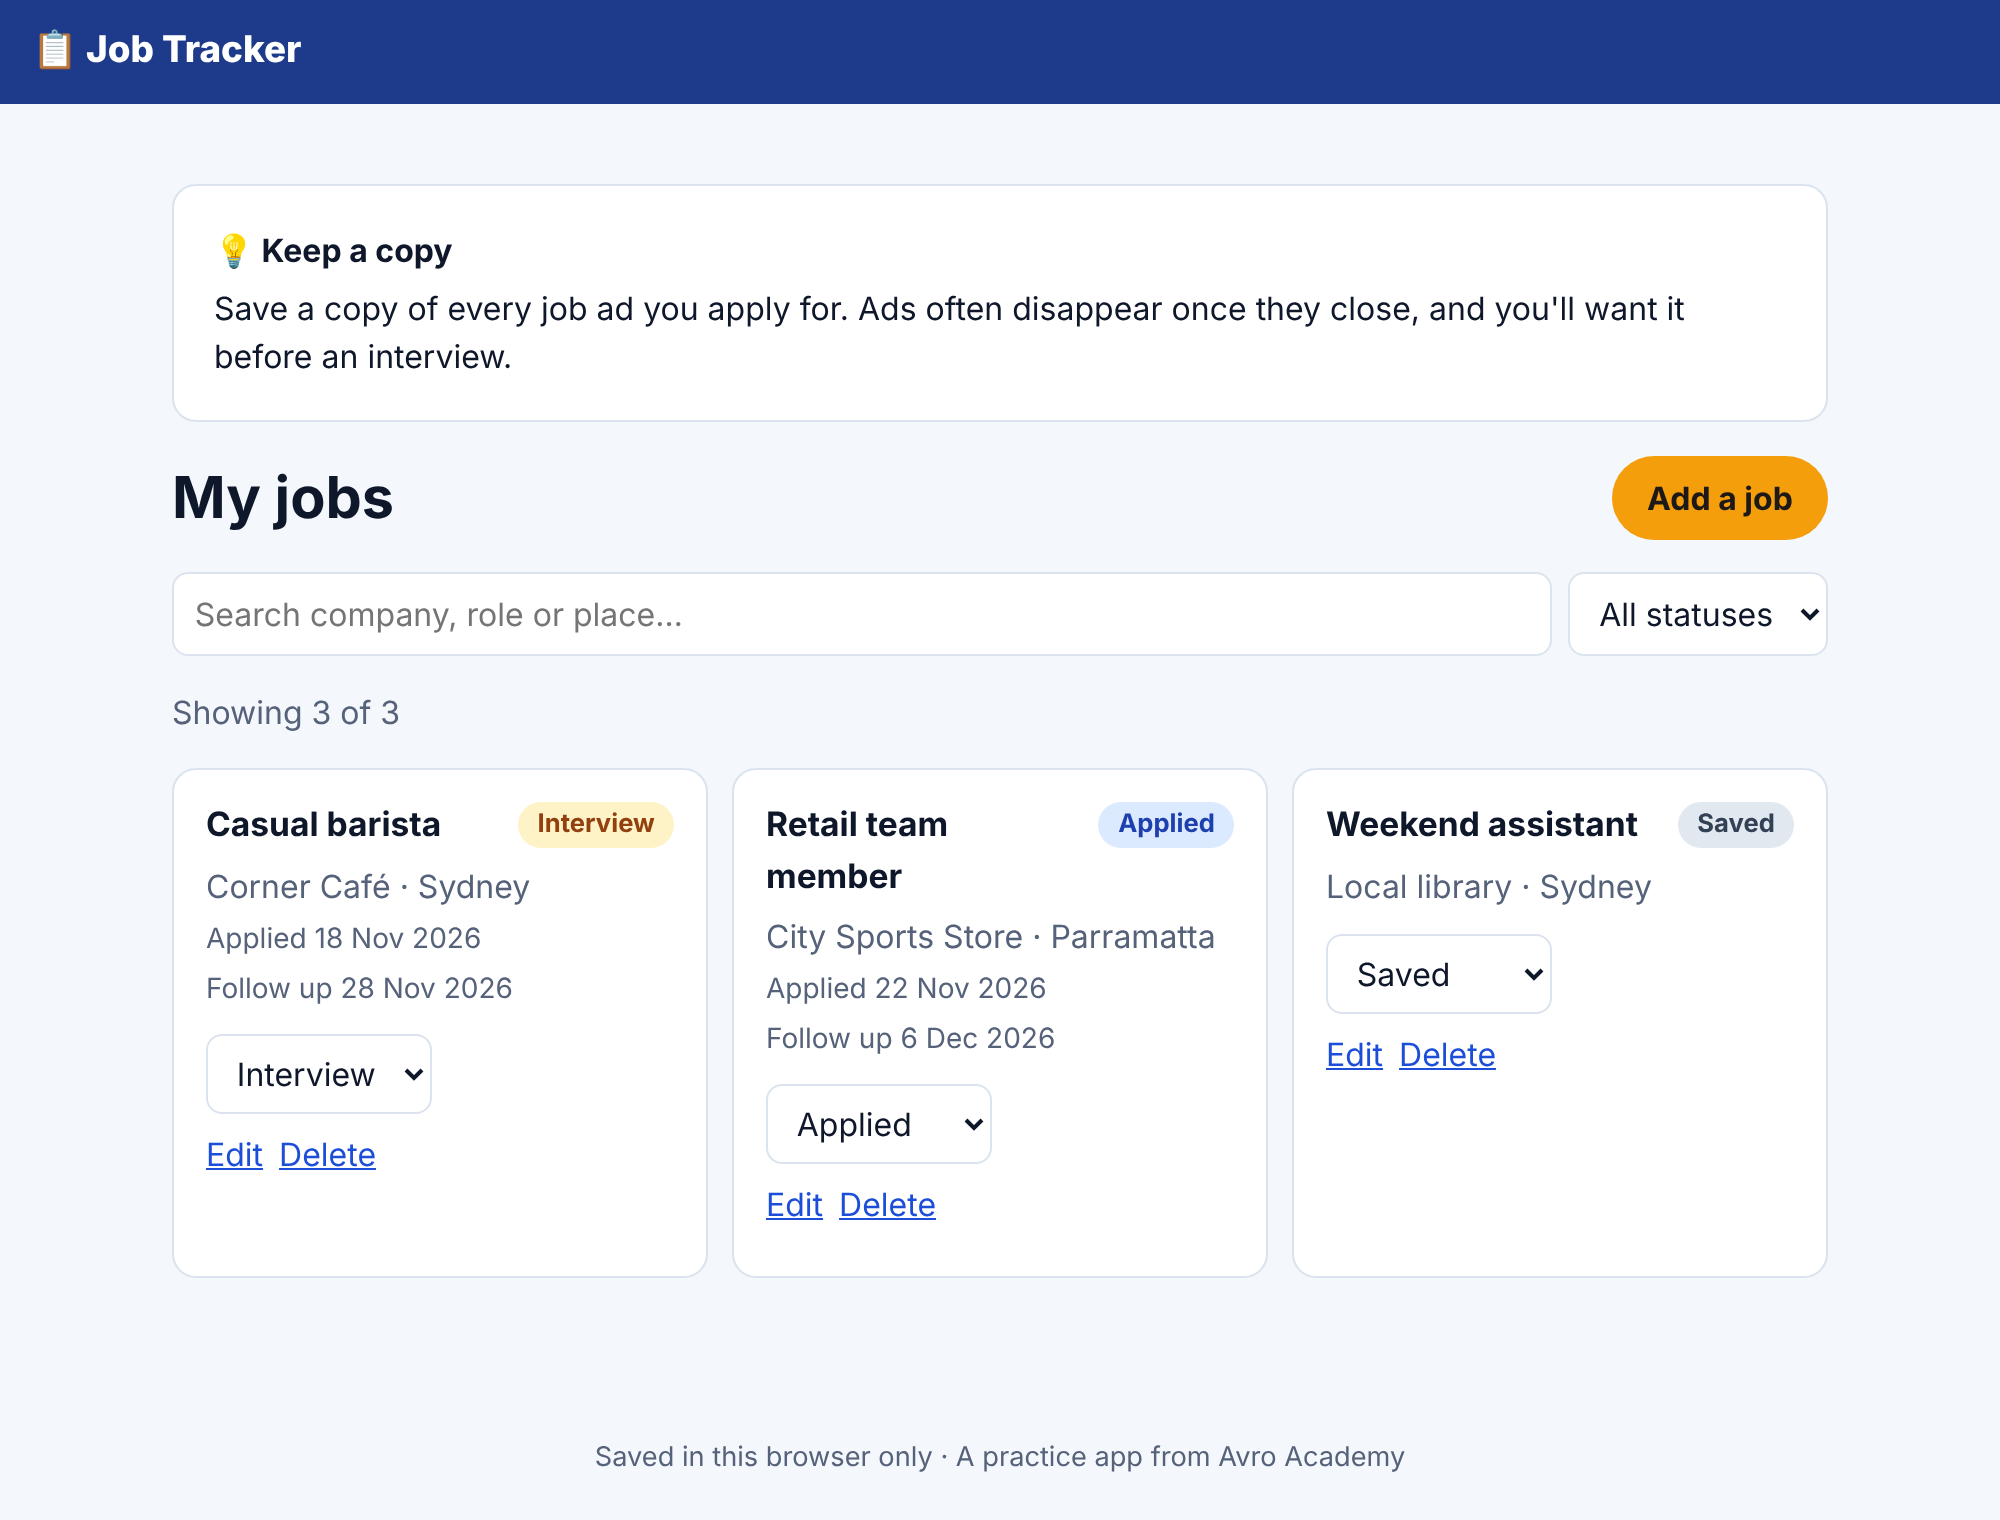 📋 Job Tracker
💡 Keep a copy
Save a copy of every job ad you apply for. Ads often disappear once they close, and you'll want it
before an interview.
My jobs
Add a job
Search company, role or place...
All statuses
Showing 3 of 3
Casual barista
Interview
Corner Café · Sydney
Applied 18 Nov 2026
Follow up 28 Nov 2026
Interview
Edit Delete
Retail team
member
Applied
City Sports Store · Parramatta
Applied 22 Nov 2026
Follow up 6 Dec 2026
Applied
Edit Delete
Weekend assistant
Saved
Local library · Sydney
Saved
Edit Delete
Saved in this browser only · A practice app from Avro Academy